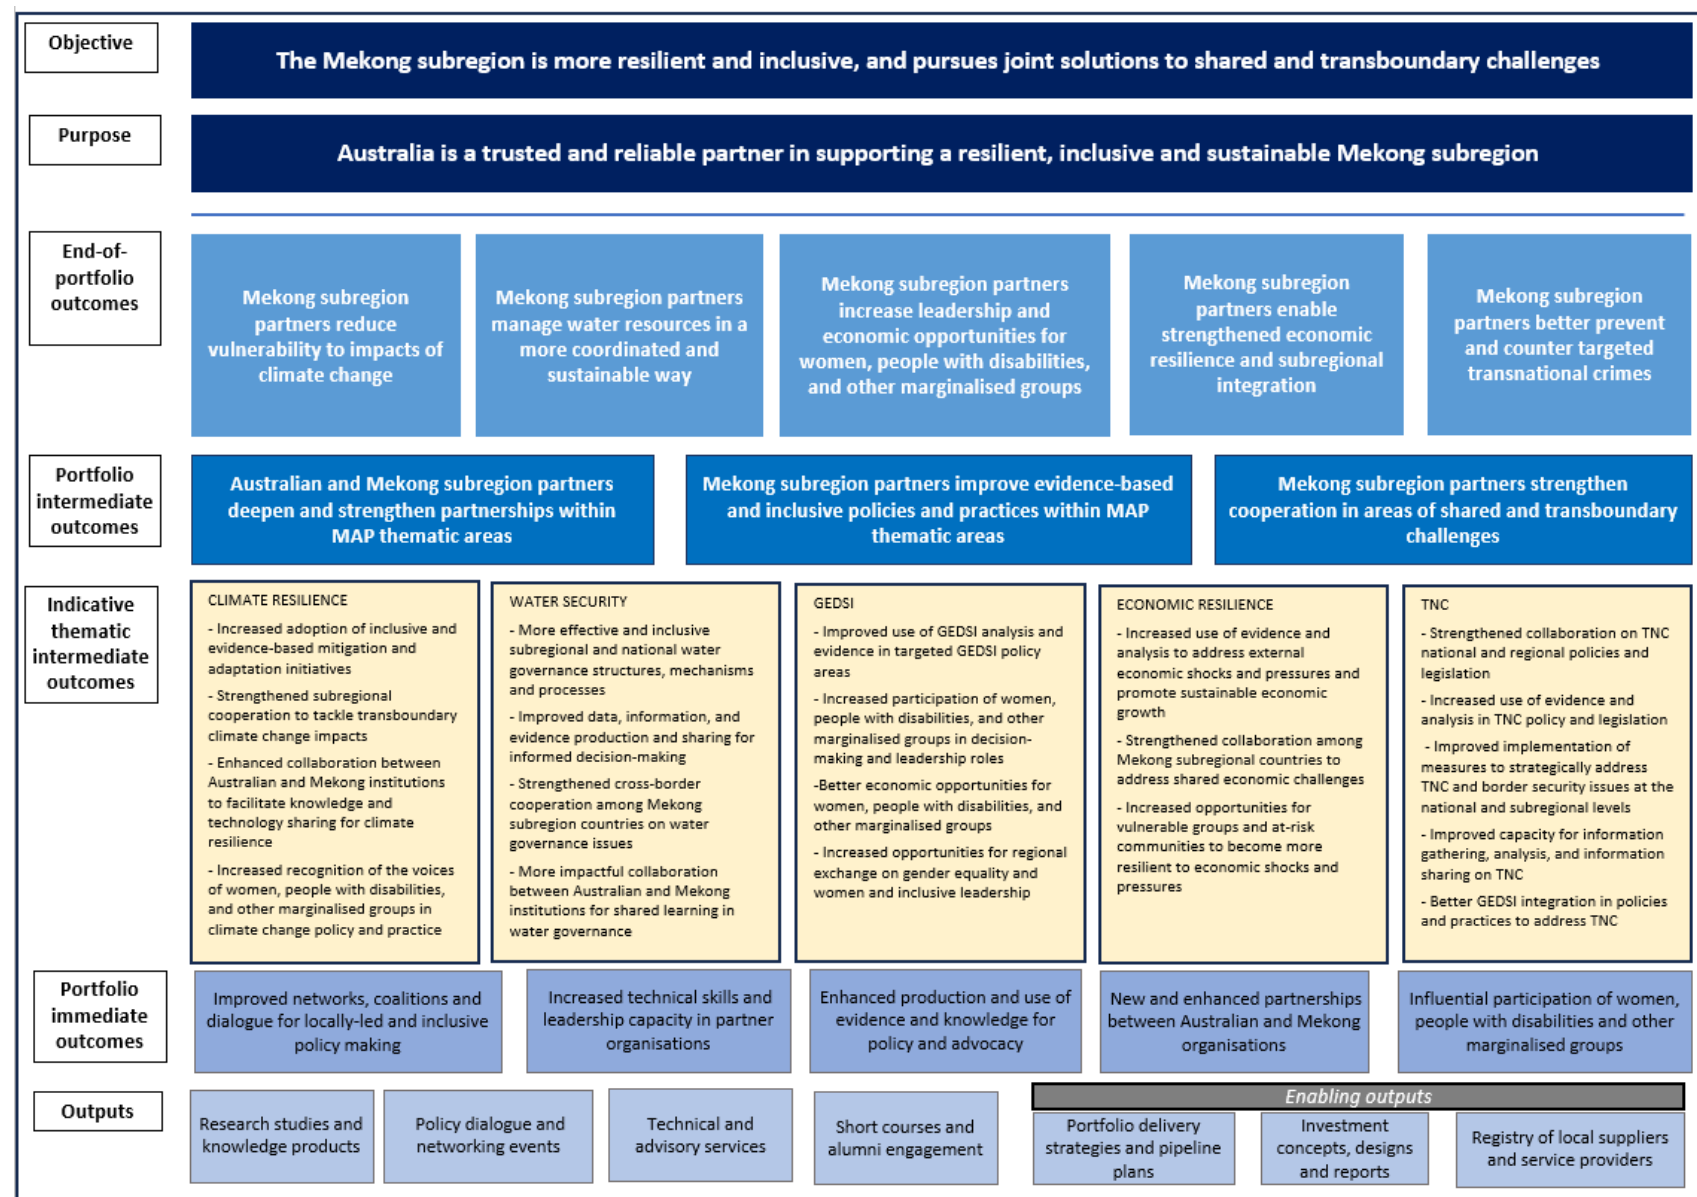 Objective
The Mekong subregion is more resilient and inclusive, and pursues joint solutions to shared and transboundary challenges
Purpose
Australia is a trusted and reliable partner in supporting a resilient, inclusive and sustainable Mekong subregion
End-of-
portfolio
outcomes
Mekong subregion
partners reduce
vulnerability to impacts of
climate change
Mekong subregion partners
manage water resources in a
more coordinated and
sustainable way
Mekong subregion partners
increase leadership and
economic opportunities for
women, people with disabilities,
and other marginalised groups
Mekong subregion
partners enable
strengthened economic
resilience and subregional
integration
Mekong subregion
partners better prevent
and counter targeted
transnational crimes
Portfolio
intermediate
outcomes
Australian and Mekong subregion partners
deepen and strengthen partnerships within
MAP thematic areas
Mekong subregion partners improve evidence-based
and inclusive policies and practices within MAP
thematic areas
Mekong subregion partners strengthen
cooperation in areas of shared and transboundary
challenges
Indicative
thematic
intermediate
outcomes
CLIMATE RESILIENCE
- Increased adoption of inclusive and
evidence-based mitigation and
adaptation initiatives
- Strengthened subregional
cooperation to tackle transboundary
climate change impacts
- Enhanced collaboration between
Australian and Mekong institutions
to facilitate knowledge and
technology sharing for climate
resilience
- Increased recognition of the voices
of women, people with disabilities,
and other marginalised groups in
climate change policy and practice
WATER SECURITY
- More effective and inclusive
subregional and national water
governance structures, mechanisms
and processes
- Improved data, information, and
evidence production and sharing for
informed decision-making
- Strengthened cross-border
cooperation among Mekong
subregion countries on water
governance issues
- More impactful collaboration
between Australian and Mekong
institutions for shared learning in
water governance
GEDSI
- Improved use of GEDSI analysis and
evidence in targeted GEDSI policy
areas
- Increased participation of women,
people with disabilities, and other
marginalised groups in decision-
making and leadership roles
-Better economic opportunities for
women, people with disabilities, and
other marginalised groups
- Increased opportunities for regional
exchange on gender equality and
women and inclusive leadership
ECONOMIC RESILIENCE
- Increased use of evidence and
analysis to address external
economic shocks and pressures and
promote sustainable economic
growth
- Strengthened collaboration among
Mekong subregional countries to
address shared economic challenges
- Increased opportunities for
vulnerable groups and at-risk
communities to become more
resilient to economic shocks and
pressures
TNC
- Strengthened collaboration on TNC
national and regional policies and
legislation
- Increased use of evidence and
analysis in TNC policy and legislation
- Improved implementation of
measures to strategically address
TNC and border security issues at the
national and subregional levels
- Improved capacity for information
gathering, analysis, and information
sharing on TNC
- Better GEDSI integration in policies
and practices to address TNC
Portfolio
immediate
outcomes
Improved networks, coalitions and
dialogue for locally-led and inclusive
policy making
Increased technical skills and
leadership capacity in partner
organisations
Enhanced production and use of
evidence and knowledge for
policy and advocacy
New and enhanced partnerships
between Australian and Mekong
organisations
Influential participation of women,
people with disabilities and other
marginalised groups
Outputs
Research studies and
knowledge products
Policy dialogue and
networking events
Technical and
advisory services
Short courses and
alumni engagement
Enabling outputs
Portfolio delivery
strategies and pipeline
plans
Investment
concepts, designs
and reports
Registry of local suppliers
and service providers